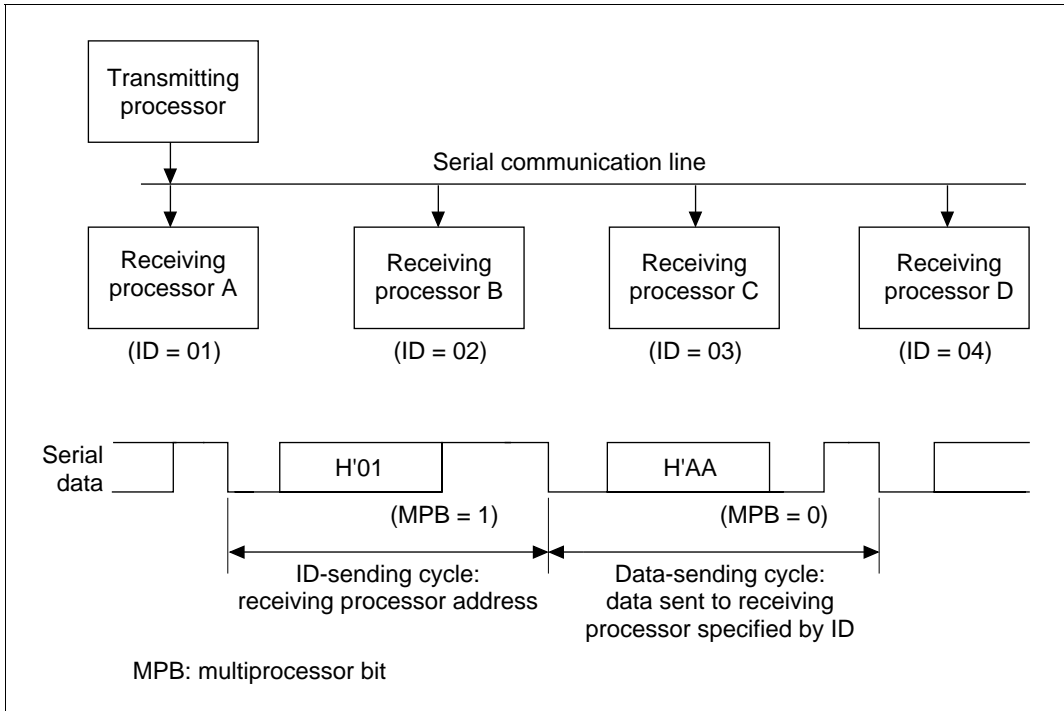 Transmitting
processor
Serial communication line
Receiving
processor A
Receiving
processor B
Receiving
processor C
Receiving
processor D
(ID = 01)
(ID = 02)
(ID = 03)
(ID = 04)
Serial
data
H'01
H'AA
(MPB = 1)
(MPB = 0)
ID-sending cycle:
receiving processor address
Data-sending cycle:
data sent to receiving
processor specified by ID
MPB: multiprocessor bit